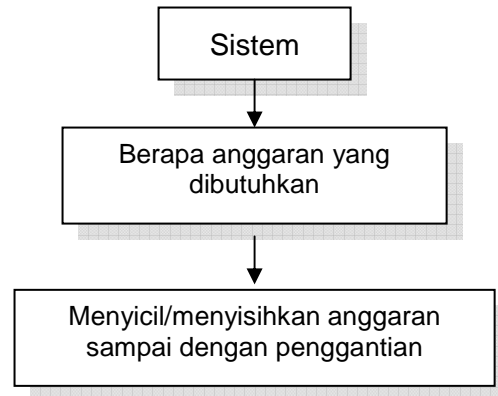 Sistem
Berapa anggaran yang
dibutuhkan
Menyicil/menyisihkan anggaran
sampai dengan penggantian